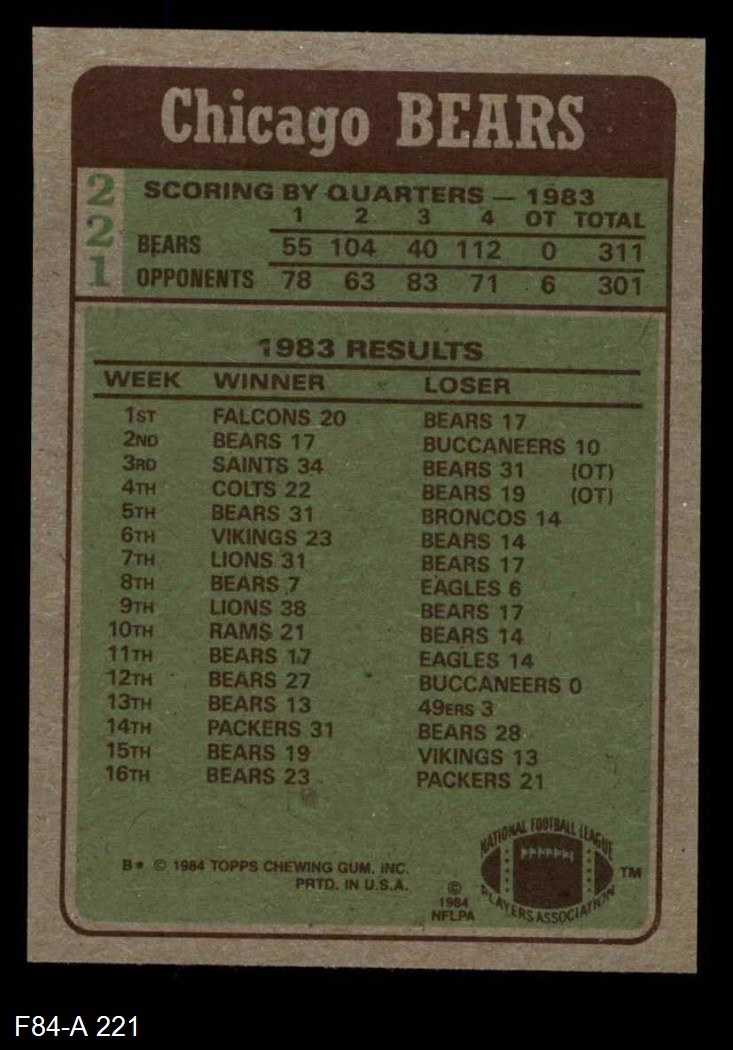 Chicago BEARS
221
SCORING BY QUARTERS — 1983
1 2 3 4 OT TOTAL
BEARS 55 104 40 112 0 311
OPPONENTS 78 63 83 71 6 301
1983 RESULTS
WEEK WINNER LOSER
1ST FALCONS 20 BEARS 17
2ND BEARS 17 BUCCANEERS 10
3RD SAINTS 34 BEARS 31 (OT)
4TH COLTS 22 BEARS 19 (OT)
5TH BEARS 31 BRONCOS 14
6TH VIKINGS 23 BEARS 14
7TH LIONS 31 BEARS 17
8TH BEARS 7 EAGLES 6
9TH LIONS 38 BEARS 17
10TH RAMS 21 BEARS 14
11TH BEARS 17 EAGLES 14
12TH BEARS 27 BUCCANEERS 0
13TH BEARS 13 49ERS 3
14TH PACKERS 31 BEARS 28
15TH BEARS 19 VIKINGS 13
16TH BEARS 23 PACKERS 21
B* © 1984 TOPPS CHEWING GUM, INC.
PRTD. IN U.S.A.
© 1984 NFLPA
NATIONAL FOOTBALL LEAGUE
PLAYERS ASSOCIATION
TM
F84-A 221